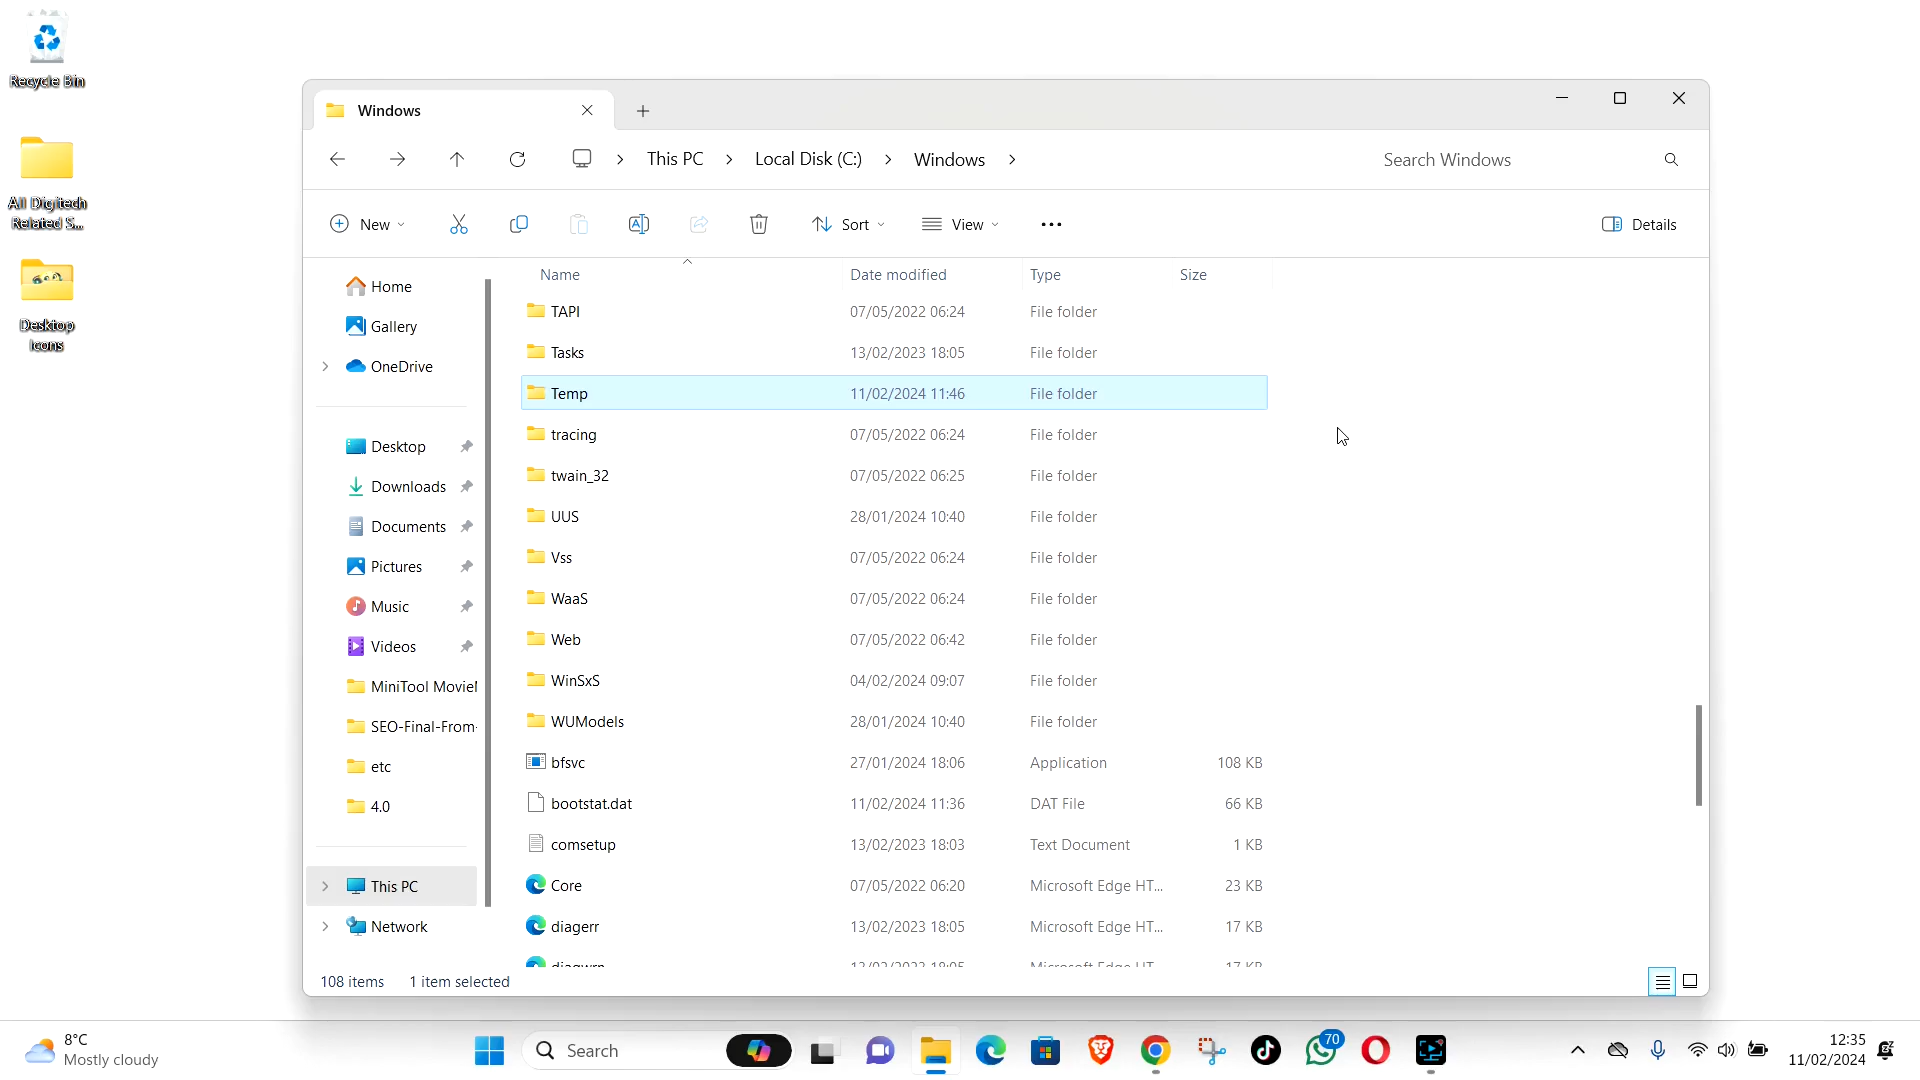 Recycle Bin
All Digitech
Related S...
Desktop
Icons
Windows
This PC
Local Disk (C:)
Windows
Search Windows
New
Sort
View
Details
Name
Date modified
Type
Size
Home
Gallery
OneDrive
Desktop
Downloads
Documents
Pictures
Music
Videos
MiniTool Movie
SEO-Final-From-
etc
4.0
This PC
Network
TAPI 07/05/2022 06:24 File folder
Tasks 13/02/2023 18:05 File folder
Temp 11/02/2024 11:46 File folder
tracing 07/05/2022 06:24 File folder
twain_32 07/05/2022 06:25 File folder
UUS 28/01/2024 10:40 File folder
Vss 07/05/2022 06:24 File folder
WaaS 07/05/2022 06:24 File folder
Web 07/05/2022 06:42 File folder
WinSxS 04/02/2024 09:07 File folder
WUModels 28/01/2024 10:40 File folder
bfsvc 27/01/2024 18:06 Application 108 KB
bootstat.dat 11/02/2024 11:36 DAT File 66 KB
comsetup 13/02/2023 18:03 Text Document 1 KB
Core 07/05/2022 06:20 Microsoft Edge HT... 23 KB
diagerr 13/02/2023 18:05 Microsoft Edge HT... 17 KB
108 items 1 item selected
8°C
Mostly cloudy
Search
70
12:35
11/02/2024